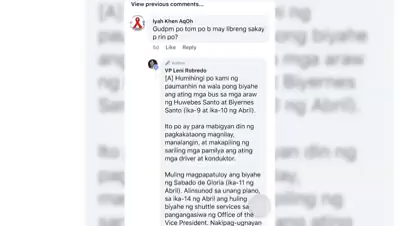 View previous comments...
Iyah Khen AqOh
Gudpm po tom po b may libreng sakay
p rin po?
5d Like Reply
Author
VP Leni Robredo
[A] Humihingi po kami ng
paumanhin na wala pong biyahe
ang ating mga bus sa mga araw
ng Huwebes Santo at Biyernes
Santo (ika-9 at ika-10 ng Abril).
Ito po ay para mabigyan din ng
pagkakataong magnilay,
manalangin, at makapiling ng
sariling mga pamilya ang ating
mga driver at konduktor.
Muling magpapatuloy ang biyahe
ng Sabado de Gloria (ika-11 ng
Abril). Alinsunod sa unang plano,
sa ika-14 ng Abril ang huling
biyahe ng shuttle services sa
pangangasiwa ng Office of the
Vice President. Nakipag-ugnayan